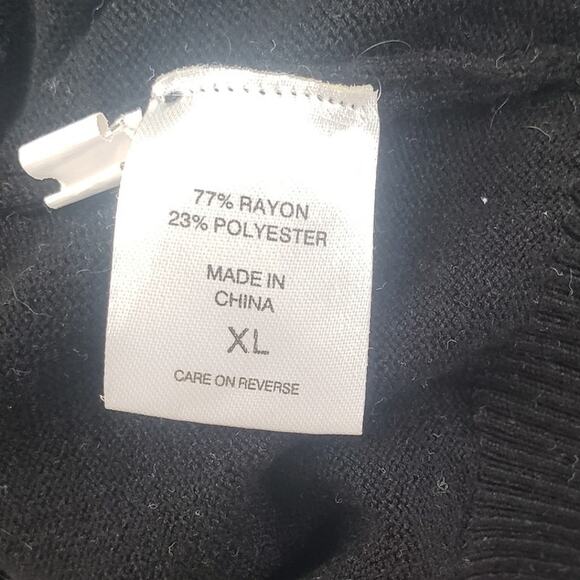 77% RAYON
23% POLYESTER
MADE IN
CHINA
XL
CARE ON REVERSE